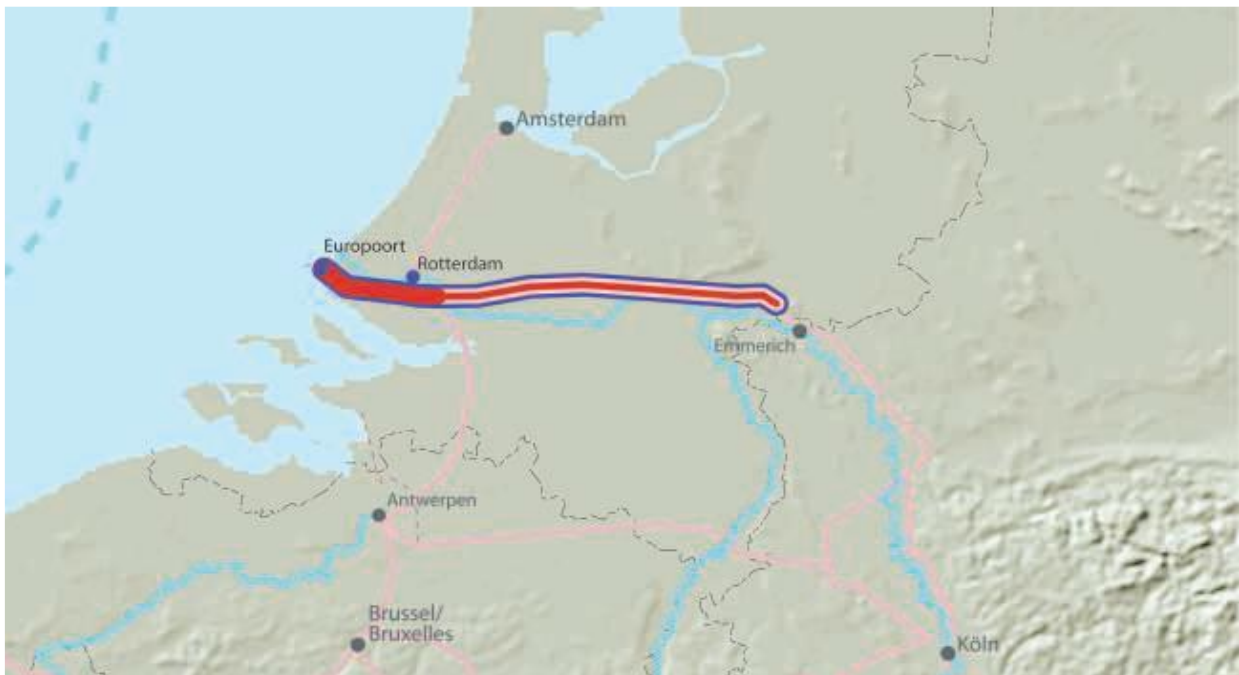 Amsterdam
Europoort
Rotterdam
Emmerich
Antwerpen
Brussel/
Bruxelles
Köln